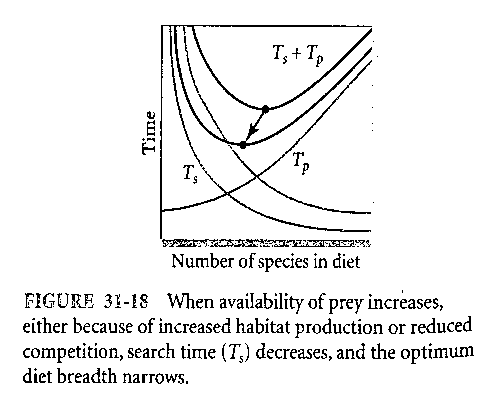 Tₛ + Tₚ
Time
Tₛ
Tₚ
Number of species in diet
FIGURE 31-18 When availability of prey increases,
either because of increased habitat production or reduced
competition, search time (Tₛ) decreases, and the optimum
diet breadth narrows.